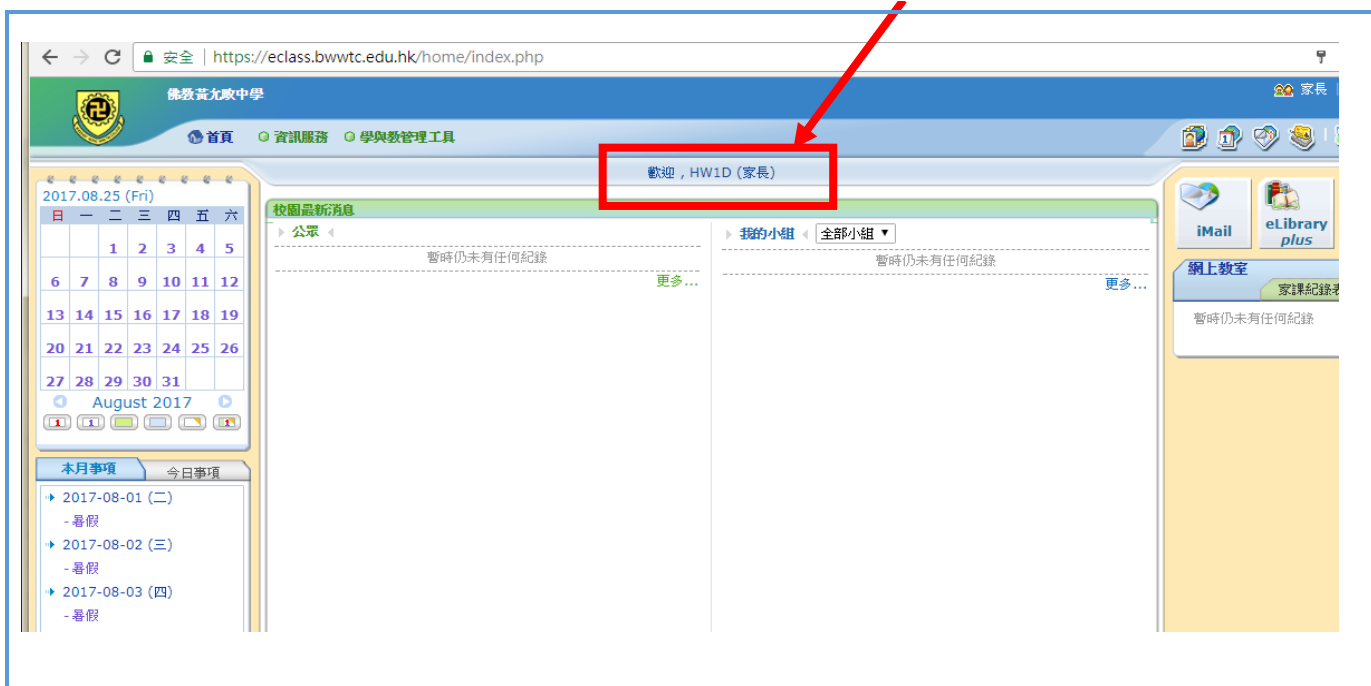 安全 | https://eclass.bwwtc.edu.hk/home/index.php
佛教黃允畋中學
家長
首頁 資訊服務 學與教管理工具
歡迎 , HW1D (家長)
2017.08.25 (Fri)
日 一 二 三 四 五 六
1 2 3 4 5
6 7 8 9 10 11 12
13 14 15 16 17 18 19
20 21 22 23 24 25 26
27 28 29 30 31
August 2017
1 1 1
本月事項 今日事項
2017-08-01 (二)
- 暑假
2017-08-02 (三)
- 暑假
2017-08-03 (四)
- 暑假
校園最新消息
公眾
暫時仍未有任何紀錄
更多...
我的小組 全部小組
暫時仍未有任何紀錄
更多...
iMail
eLibrary
plus
網上教室
家課紀錄表
暫時仍未有任何紀錄